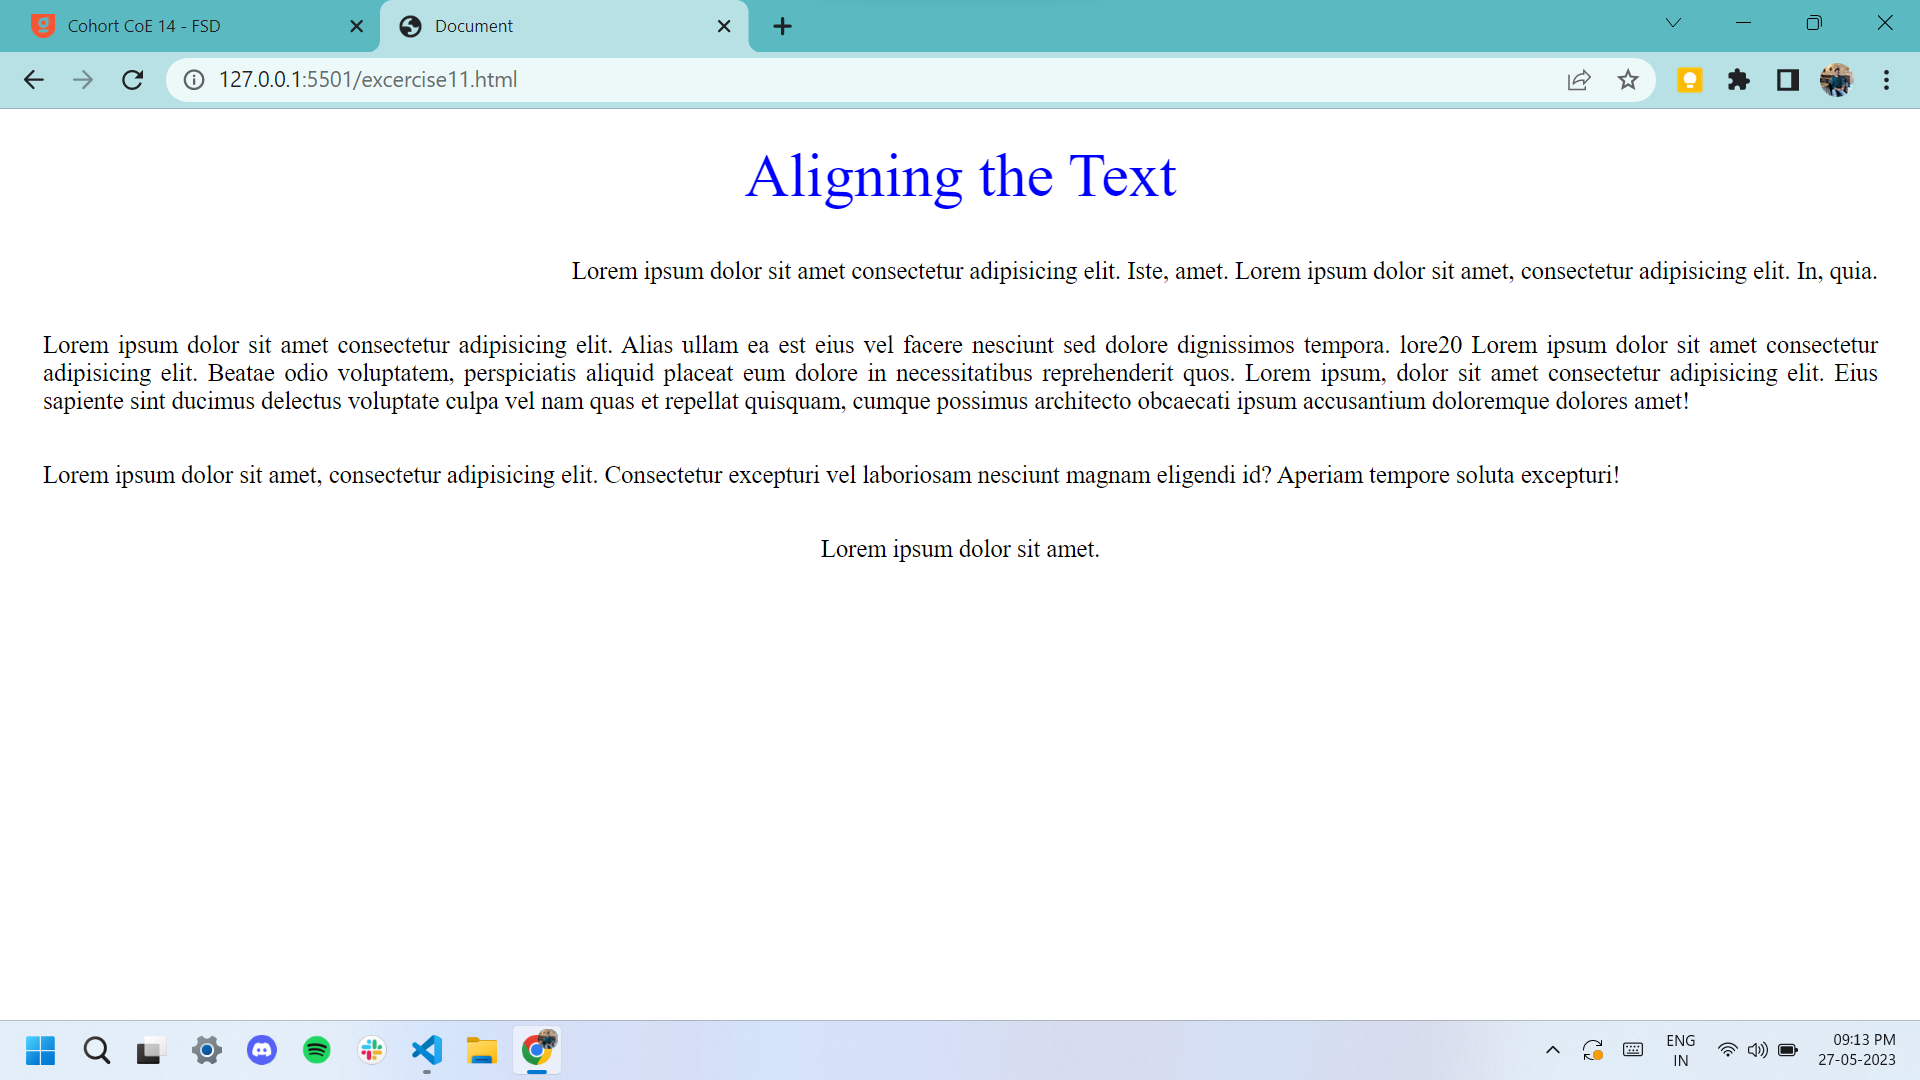 Cohort CoE 14 - FSD
Document
127.0.0.1:5501/excercise11.html
Aligning the Text
Lorem ipsum dolor sit amet consectetur adipisicing elit. Iste, amet. Lorem ipsum dolor sit amet, consectetur adipisicing elit. In, quia.
Lorem ipsum dolor sit amet consectetur adipisicing elit. Alias ullam ea est eius vel facere nesciunt sed dolore dignissimos tempora. lore20 Lorem ipsum dolor sit amet consectetur
adipisicing elit. Beatae odio voluptatem, perspiciatis aliquid placeat eum dolore in necessitatibus reprehenderit quos. Lorem ipsum, dolor sit amet consectetur adipisicing elit. Eius
sapiente sint ducimus delectus voluptate culpa vel nam quas et repellat quisquam, cumque possimus architecto obcaecati ipsum accusantium doloremque dolores amet!
Lorem ipsum dolor sit amet, consectetur adipisicing elit. Consectetur excepturi vel laboriosam nesciunt magnam eligendi id? Aperiam tempore soluta excepturi!
Lorem ipsum dolor sit amet.
ENG
IN
09:13 PM
27-05-2023